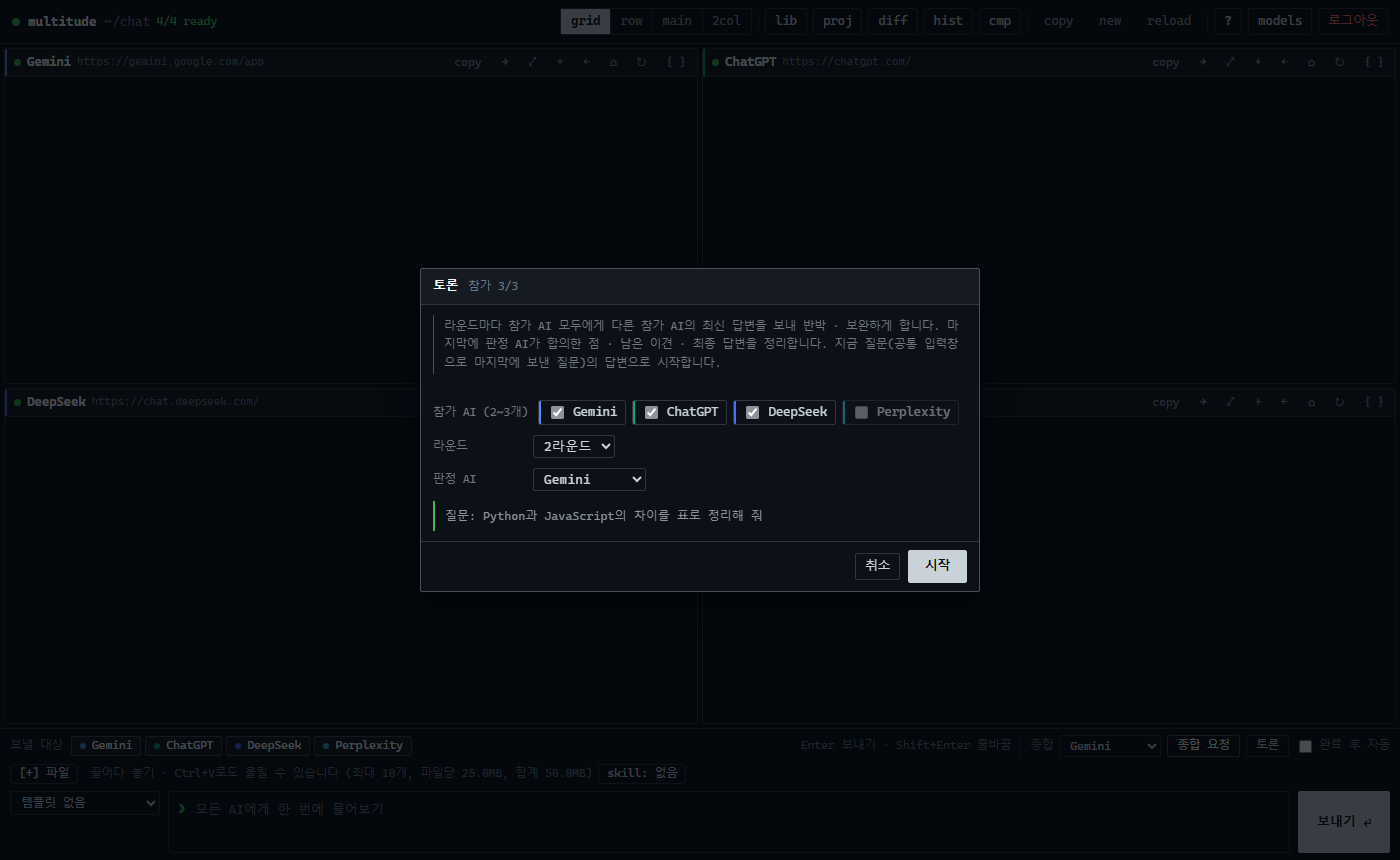 multitude ~/chat 4/4 ready grid row main 2col lib proj diff hist cmp copy new reload ? models 로그아웃
Gemini https://gemini.google.com/app copy
ChatGPT https://chatgpt.com/ copy { }
{ }
토론 참가 3/3
라운드마다 참가 AI 모두에게 다른 참가 AI의 최신 답변을 보내 반박 · 보완하게 합니다. 마
지막에 판정 AI가 합의한 점 · 남은 이견 · 최종 답변을 정리합니다. 지금 질문(공통 입력창
으로 마지막에 보낸 질문)의 답변으로 시작합니다.
참가 AI (2~3개) Gemini ChatGPT DeepSeek Perplexity
라운드 2라운드
판정 AI Gemini
질문: Python과 JavaScript의 차이를 표로 정리해 줘
취소 시작
DeepSeek https://chat.deepseek.com/
copy { }
보낼 대상 Gemini ChatGPT DeepSeek Perplexity Enter 보내기 · Shift+Enter 줄바꿈 종합 Gemini 종합 요청 토론 완료 후 자동
[+] 파일 끌어다 놓기 · Ctrl+V로도 올릴 수 있습니다 (최대 10개, 파일당 25.0MB, 합계 50.0MB) skill: 없음
템플릿 없음 ❯ 모든 AI에게 한 번에 물어보기 보내기 ⏎